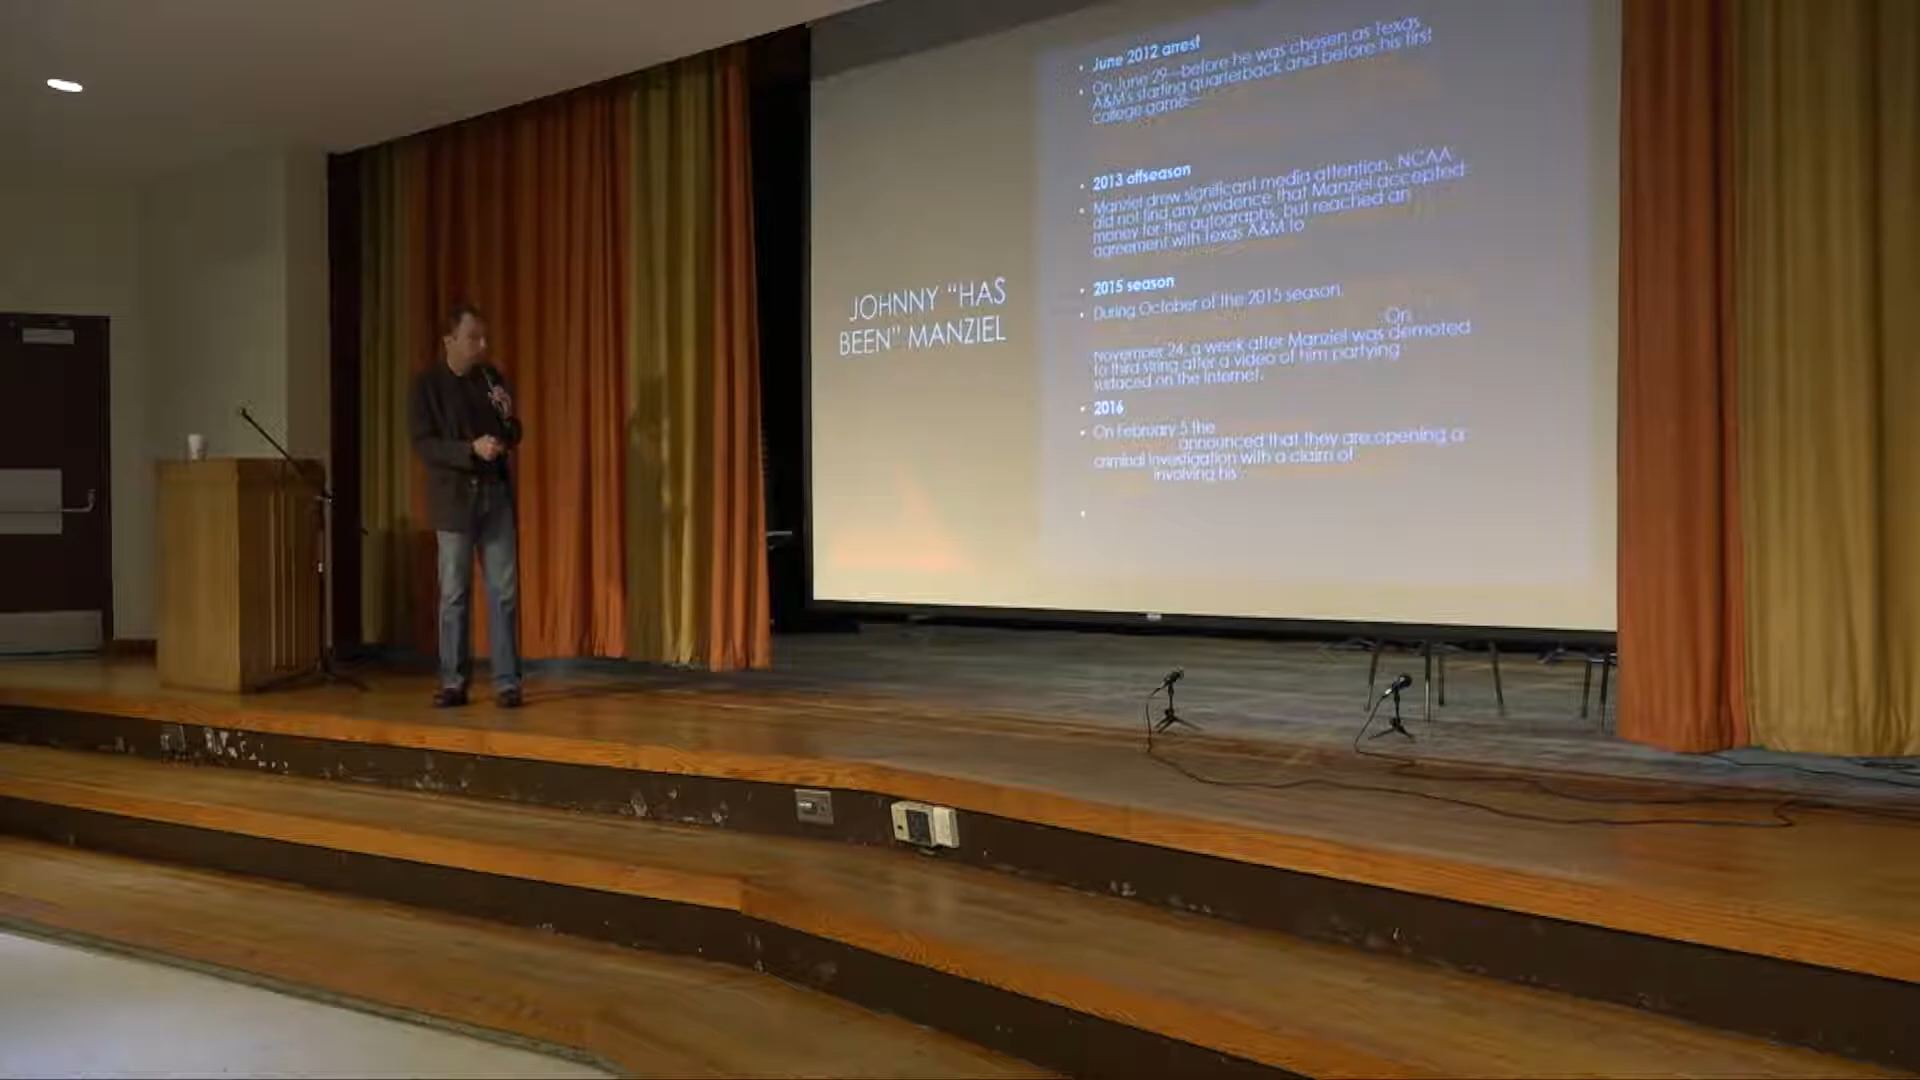 JOHNNY “HAS
BEEN” MANZIEL
• June 2012 arrest
• On June 29—before he was chosen as Texas
A&M's starting quarterback and before his first
college game—
• 2013 offseason
• Manziel drew significant media attention. NCAA
did not find any evidence that Manziel accepted
money for the autographs, but reached an
agreement with Texas A&M to
• 2015 season
• During October of the 2015 season,
On
November 24, a week after Manziel was demoted
to third string after a video of him partying
surfaced on the Internet.
• 2016
• On February 5 the
announced that they are opening a
criminal investigation with a claim of
involving his